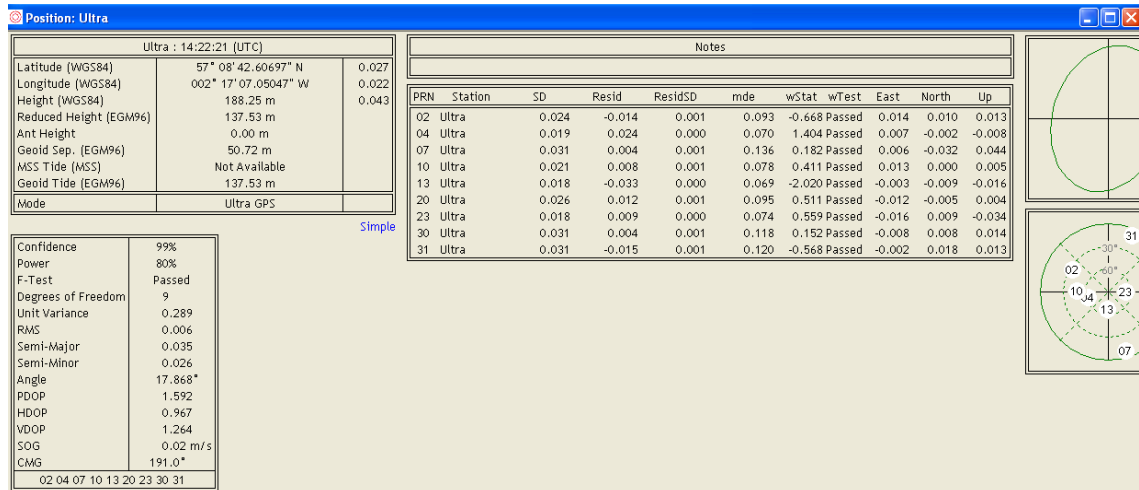 Position: Ultra
Ultra : 14:22:21 (UTC)
Latitude (WGS84) 57° 08' 42.60697" N 0.027
Longitude (WGS84) 002° 17' 07.05047" W 0.022
Height (WGS84) 188.25 m 0.043
Reduced Height (EGM96) 137.53 m
Ant Height 0.00 m
Geoid Sep. (EGM96) 50.72 m
MSS Tide (MSS) Not Available
Geoid Tide (EGM96) 137.53 m
Mode Ultra GPS
Simple
Confidence 99%
Power 80%
F-Test Passed
Degrees of Freedom 9
Unit Variance 0.289
RMS 0.006
Semi-Major 0.035
Semi-Minor 0.026
Angle 17.868°
PDOP 1.592
HDOP 0.967
VDOP 1.264
SOG 0.02 m/s
CMG 191.0°
02 04 07 10 13 20 23 30 31
Notes
PRN Station SD Resid ResidSD mde wStat wTest East North Up
02 Ultra 0.024 -0.014 0.001 0.093 -0.668 Passed 0.014 0.010 0.013
04 Ultra 0.019 0.024 0.000 0.070 1.404 Passed 0.007 -0.002 -0.008
07 Ultra 0.031 0.004 0.001 0.136 0.182 Passed 0.006 -0.032 0.044
10 Ultra 0.021 0.008 0.001 0.078 0.411 Passed 0.013 0.000 0.005
13 Ultra 0.018 -0.033 0.000 0.069 -2.020 Passed -0.003 -0.009 -0.016
20 Ultra 0.026 0.012 0.001 0.095 0.511 Passed -0.012 -0.005 0.004
23 Ultra 0.018 0.009 0.000 0.074 0.559 Passed -0.016 0.009 -0.034
30 Ultra 0.031 0.004 0.001 0.118 0.152 Passed -0.008 0.008 0.014
31 Ultra 0.031 -0.015 0.001 0.120 -0.568 Passed -0.002 0.018 0.013
31
30°
02 60°
10 04 23
13
07